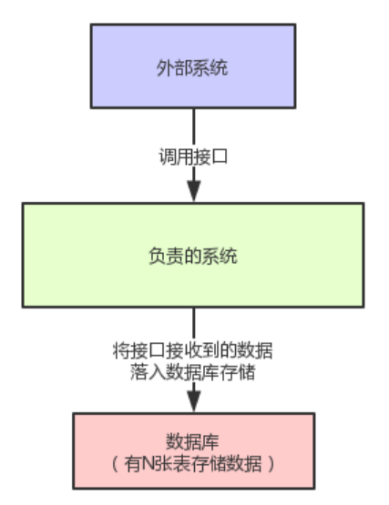 外部系统
调用接口
负责的系统
将接口接收到的数据
落入数据库存储
数据库
（有N张表存储数据）